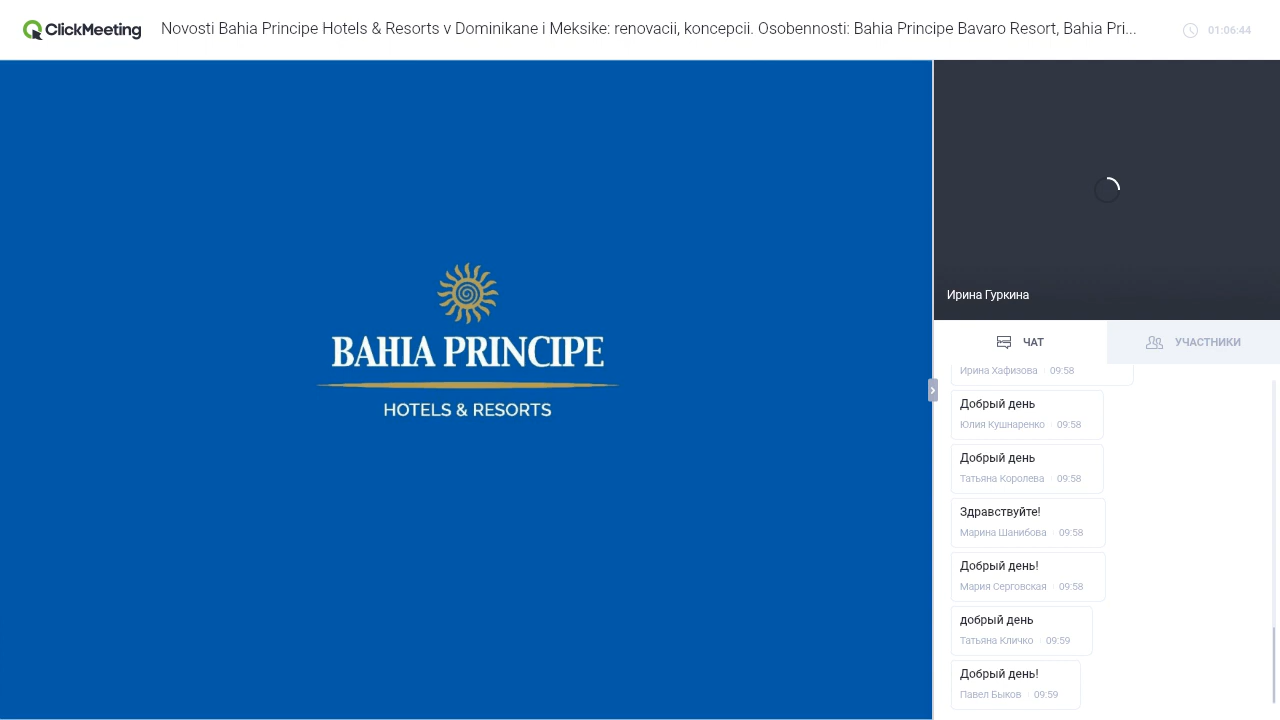 ClickMeeting
Novosti Bahia Principe Hotels & Resorts v Dominikane i Meksike: renovacii, koncepcii. Osobennosti: Bahia Principe Bavaro Resort, Bahia Pri...
01:06:44
BAHIA PRINCIPE
HOTELS & RESORTS
Ирина Гуркина
ЧАТ
УЧАСТНИКИ
Ирина Хафизова 09:58
Добрый день
Юлия Кушнаренко 09:58
Добрый день
Татьяна Королева 09:58
Здравствуйте!
Марина Шанибова 09:58
Добрый день!
Мария Серговская 09:58
добрый день
Татьяна Кличко 09:59
Добрый день!
Павел Быков 09:59